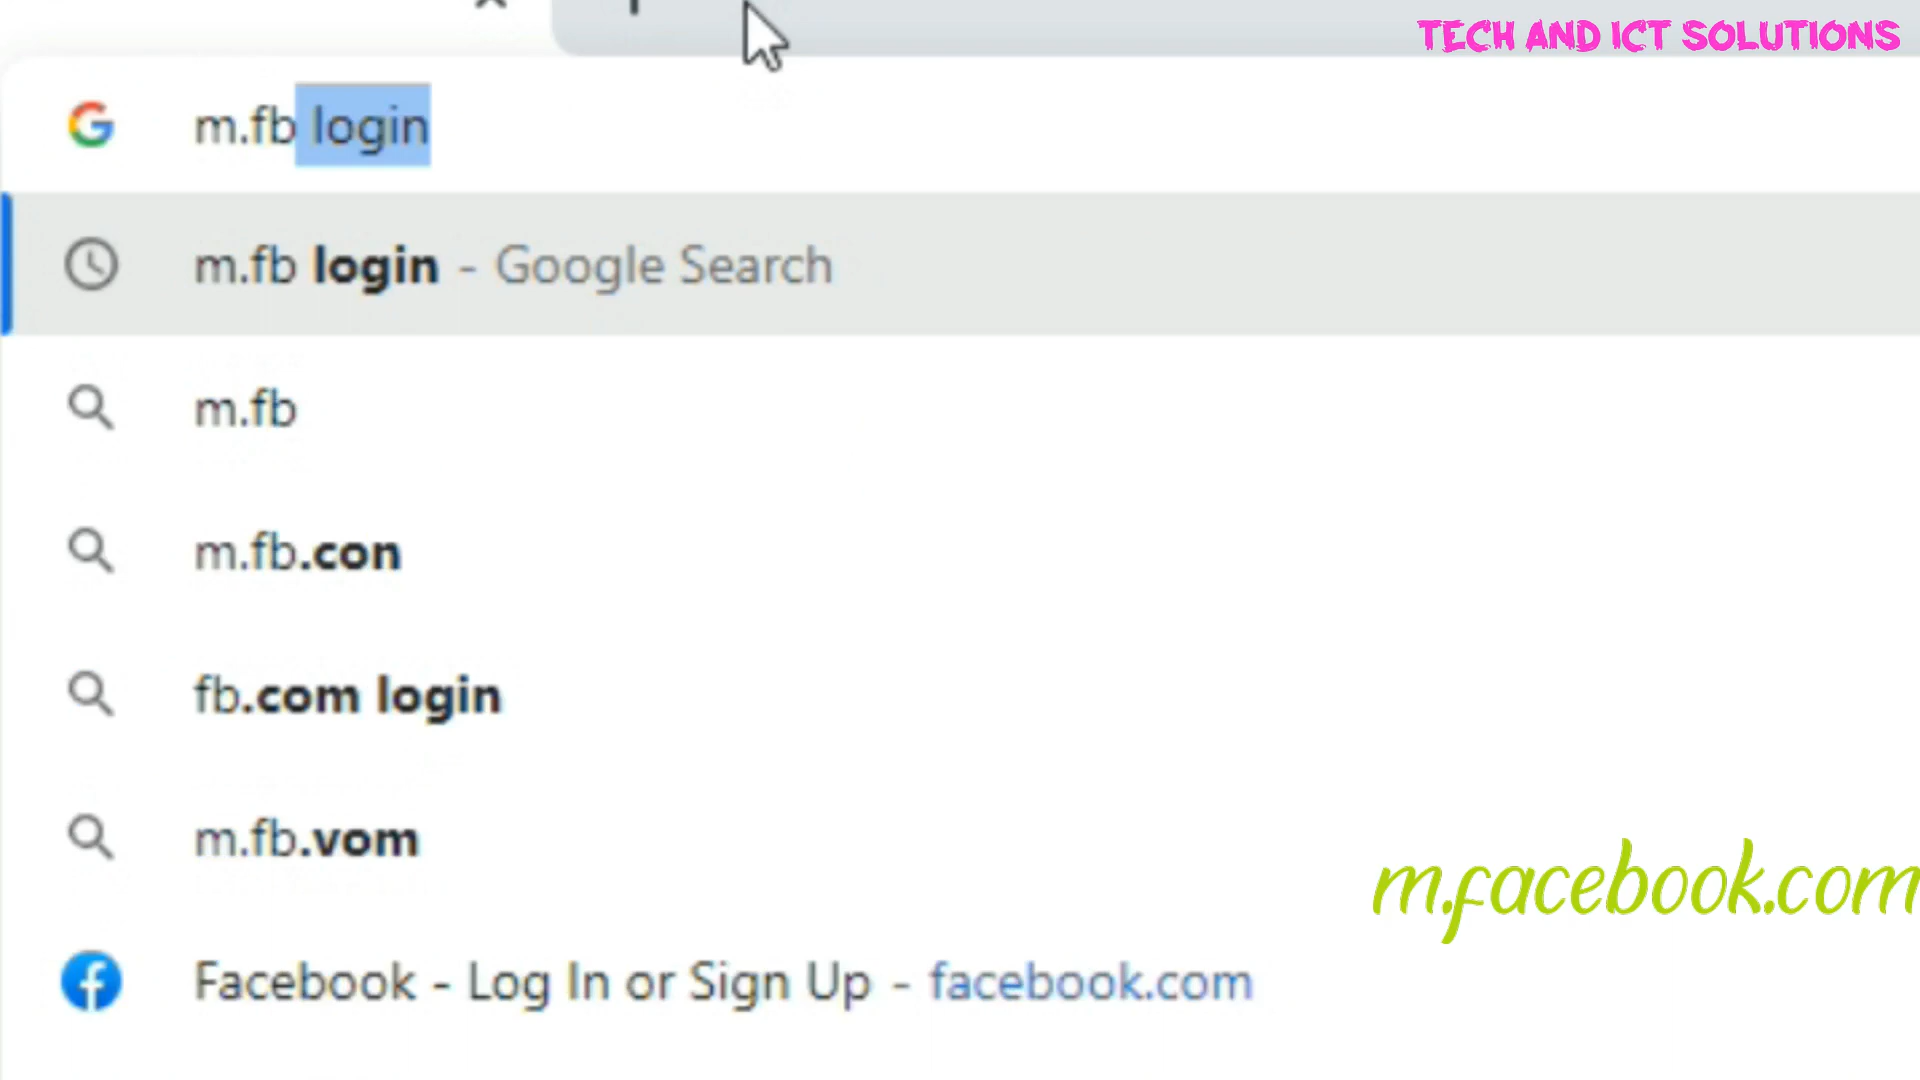 TECH AND ICT SOLUTIONS
m.fb login
m.fb login - Google Search
m.fb
m.fb.con
fb.com login
m.fb.vom
m.facebook.com
Facebook - Log In or Sign Up - facebook.com